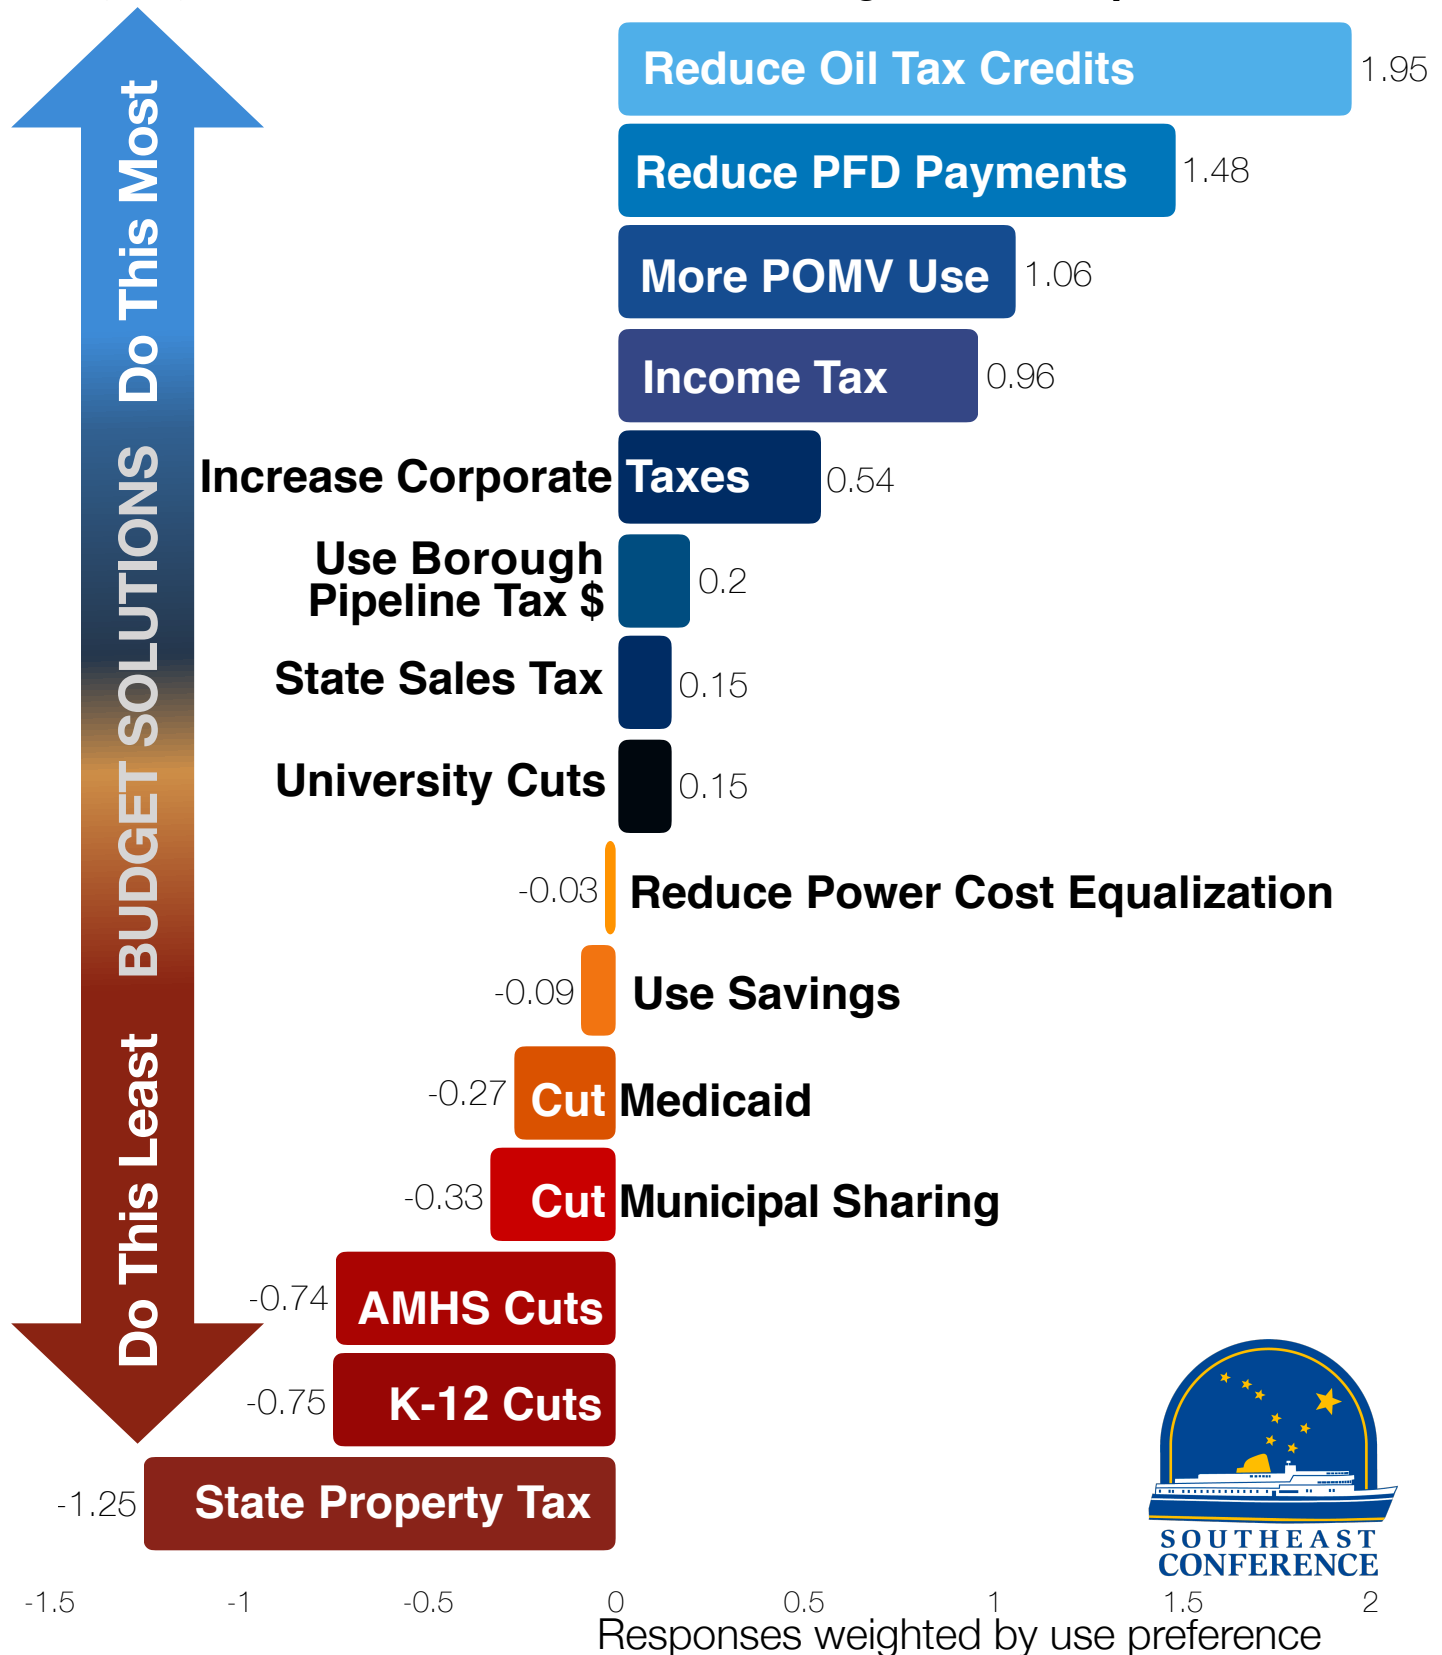 Reduce Oil Tax Credits 1.95
Reduce PFD Payments 1.48
More POMV Use 1.06
Income Tax 0.96
Increase Corporate Taxes 0.54
Use Borough
Pipeline Tax $ 0.2
State Sales Tax 0.15
University Cuts 0.15
-0.03 Reduce Power Cost Equalization
-0.09 Use Savings
-0.27 Cut Medicaid
-0.33 Cut Municipal Sharing
-0.74 AMHS Cuts
-0.75 K-12 Cuts
-1.25 State Property Tax
Do This Least BUDGET SOLUTIONS Do This Most
SOUTHEAST
CONFERENCE
-1.5 -1 -0.5 0 0.5 1 1.5 2
Responses weighted by use preference